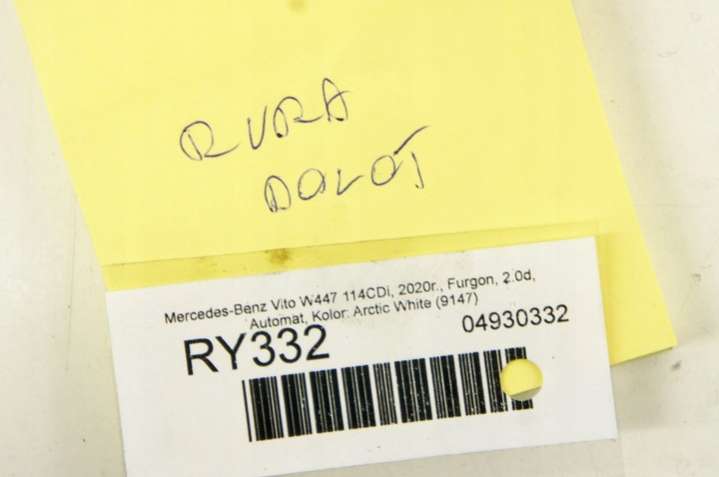 RURA
DOLOT
Mercedes-Benz Vito W447 114CDi, 2020r., Furgon, 2.0d,
Automat, Kolor: Arctic White (9147)
RY332
04930332